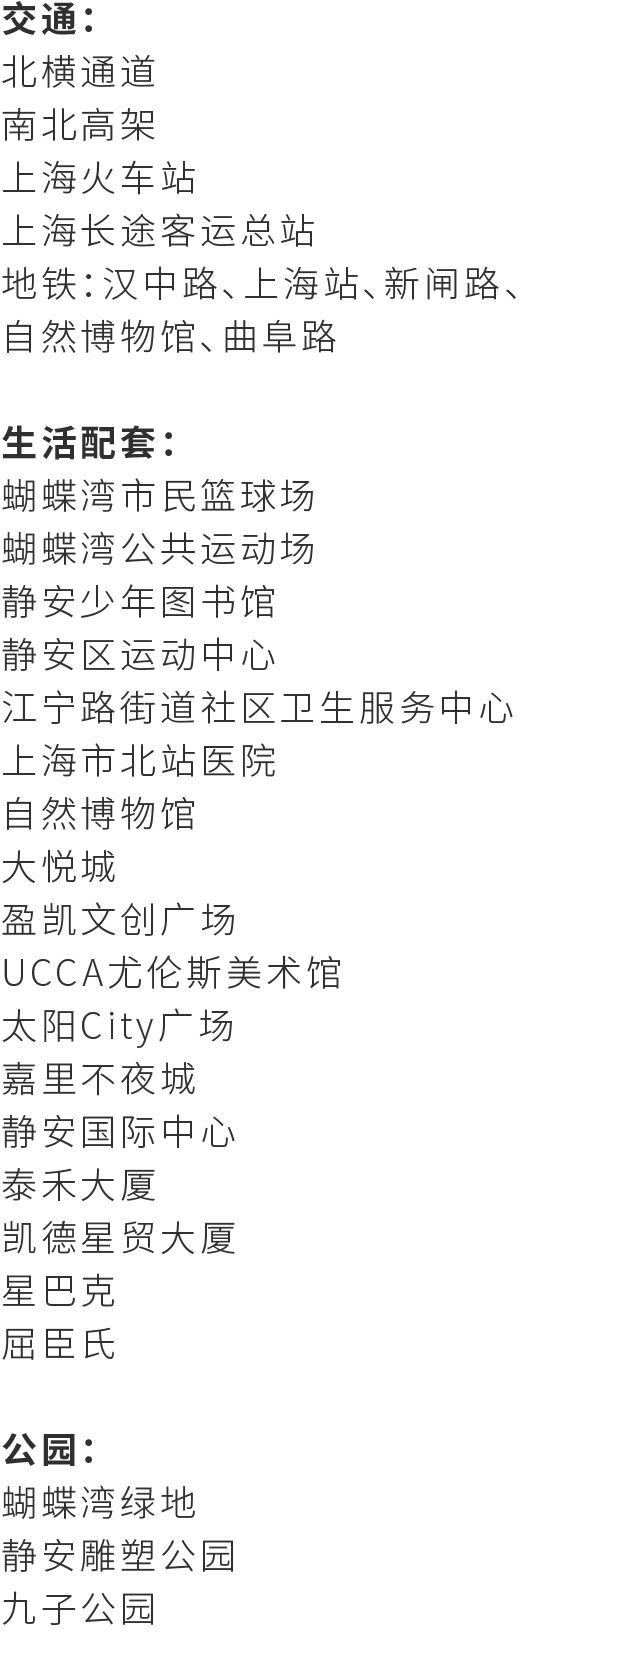 交通：
北横通道
南北高架
上海火车站
上海长途客运总站
地铁：汉中路、上海站、新闸路、
自然博物馆、曲阜路
生活配套：
蝴蝶湾市民篮球场
蝴蝶湾公共运动场
静安少年图书馆
静安区运动中心
江宁路街道社区卫生服务中心
上海市北站医院
自然博物馆
大悦城
盈凯文创广场
UCCA尤伦斯美术馆
太阳City广场
嘉里不夜城
静安国际中心
泰禾大厦
凯德星贸大厦
星巴克
屈臣氏
公园：
蝴蝶湾绿地
静安雕塑公园
九子公园